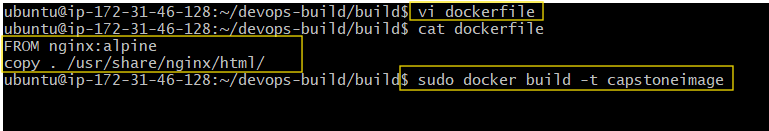 ubuntu@ip-172-31-46-128:~/devops-build/build$ vi dockerfile
ubuntu@ip-172-31-46-128:~/devops-build/build$ cat dockerfile
FROM nginx:alpine
copy . /usr/share/nginx/html/
ubuntu@ip-172-31-46-128:~/devops-build/build$ sudo docker build -t capstoneimage